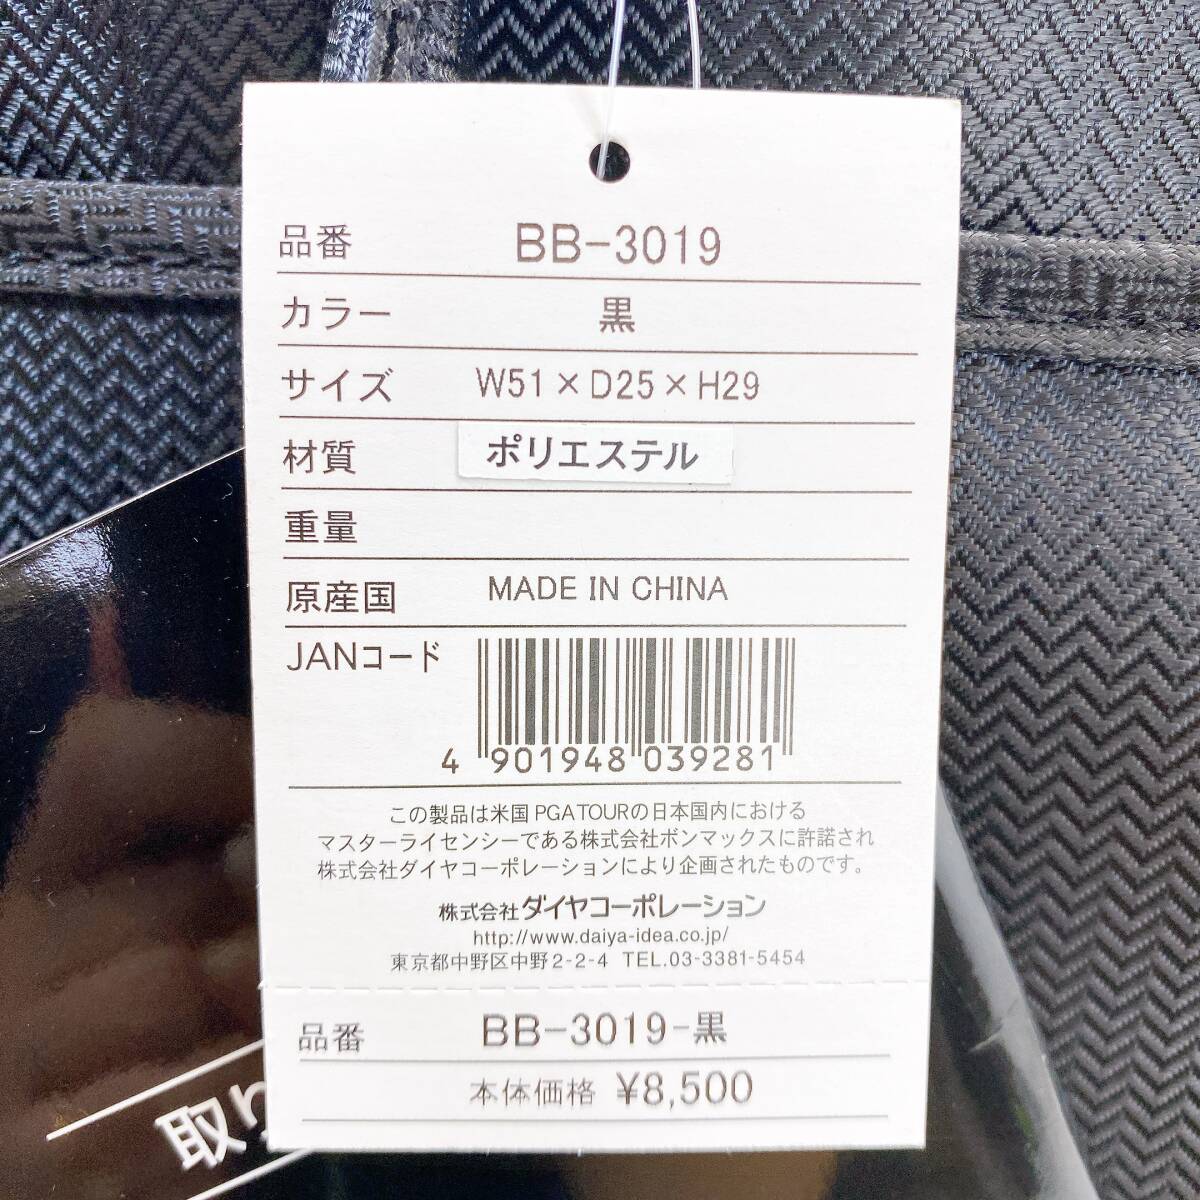 品番 BB-3019
カラー 黒
サイズ W51×D25×H29
材質 ポリエステル
重量
原産国 MADE IN CHINA
JANコード
4 901948 039281
この製品は米国PGA TOURの日本国内における
マスターライセンシーである株式会社ボンマックスに許諾され
株式会社ダイヤコーポレーションにより企画されたものです。
株式会社ダイヤコーポレーション
http://www.daiya-idea.co.jp/
東京都中野区中野2-2-4 TEL.03-3381-5454
品番 BB-3019-黒
本体価格 ¥8,500
取り